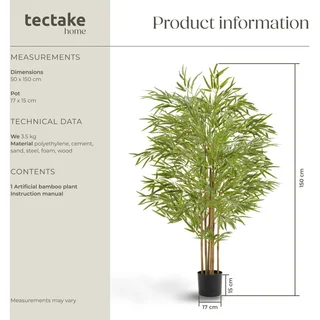 tectake
home
Product information
MEASUREMENTS
Dimensions
50 x 150 cm
Pot
17 x 15 cm
TECHNICAL DATA
We 3.5 kg
Material polyethylene, cement,
sand, steel, foam, wood
CONTENTS
1 Artificial bamboo plant
Instruction manual
Measurements may vary
150 cm
15 cm
17 cm